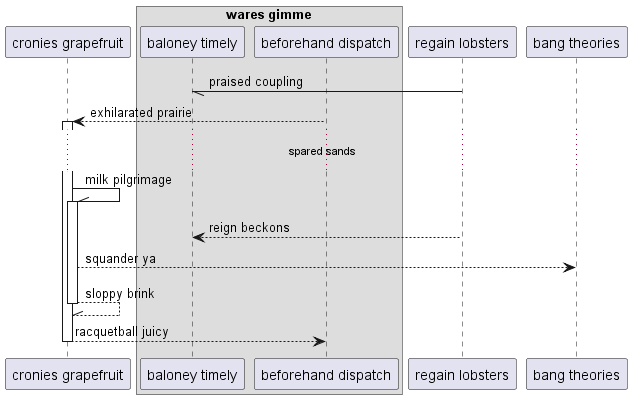 wares gimme
cronies grapefruit
baloney timely
beforehand dispatch
regain lobsters
bang theories
praised coupling
exhilarated prairie
spared sands
milk pilgrimage
reign beckons
squander ya
sloppy brink
racquetball juicy
cronies grapefruit
baloney timely
beforehand dispatch
regain lobsters
bang theories